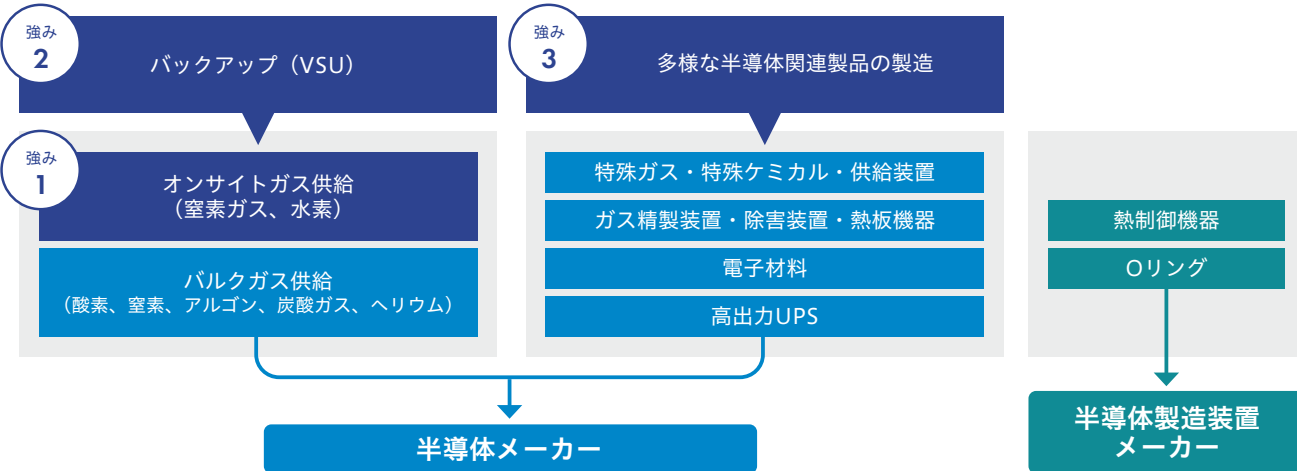 強み
2
バックアップ（VSU）
強み
1
オンサイトガス供給
（窒素ガス、水素）
バルクガス供給
（酸素、窒素、アルゴン、炭酸ガス、ヘリウム）
強み
3
多様な半導体関連製品の製造
特殊ガス・特殊ケミカル・供給装置
ガス精製装置・除害装置・熱板機器
電子材料
高出力UPS
半導体メーカー
熱制御機器
Oリング
半導体製造装置
メーカー